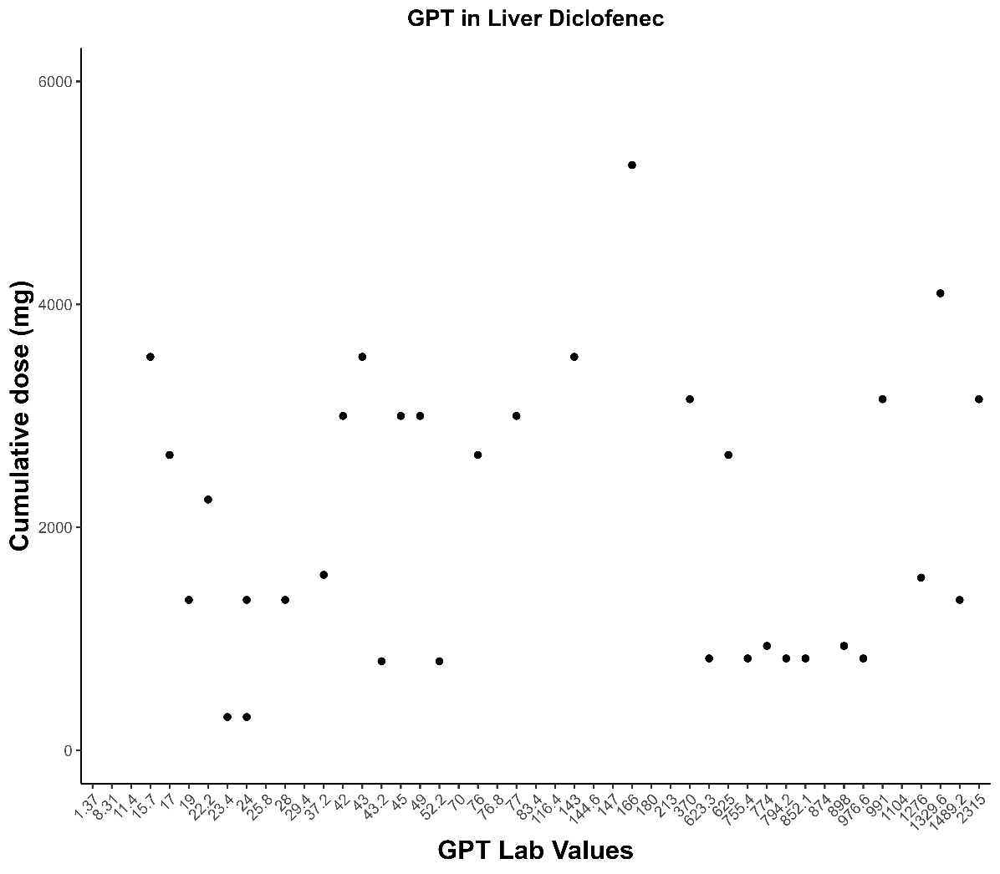 GPT in Liver Diclofenec
6000
4000
2000
0
Cumulative dose (mg)
1.37 8.31 11.4 15.7 17 19 22.2 23.4 24 25.8 28 29.4 37.2 42 43 43.2 45 49 52.2 70 76 76.8 77 83.4 116.4 143 144.6 147 166 180 213 370 623.3 625 755.4 774 794.2 852.1 874 898 976.6 991 1104 1276 1329.6 1489.2 2315
GPT Lab Values